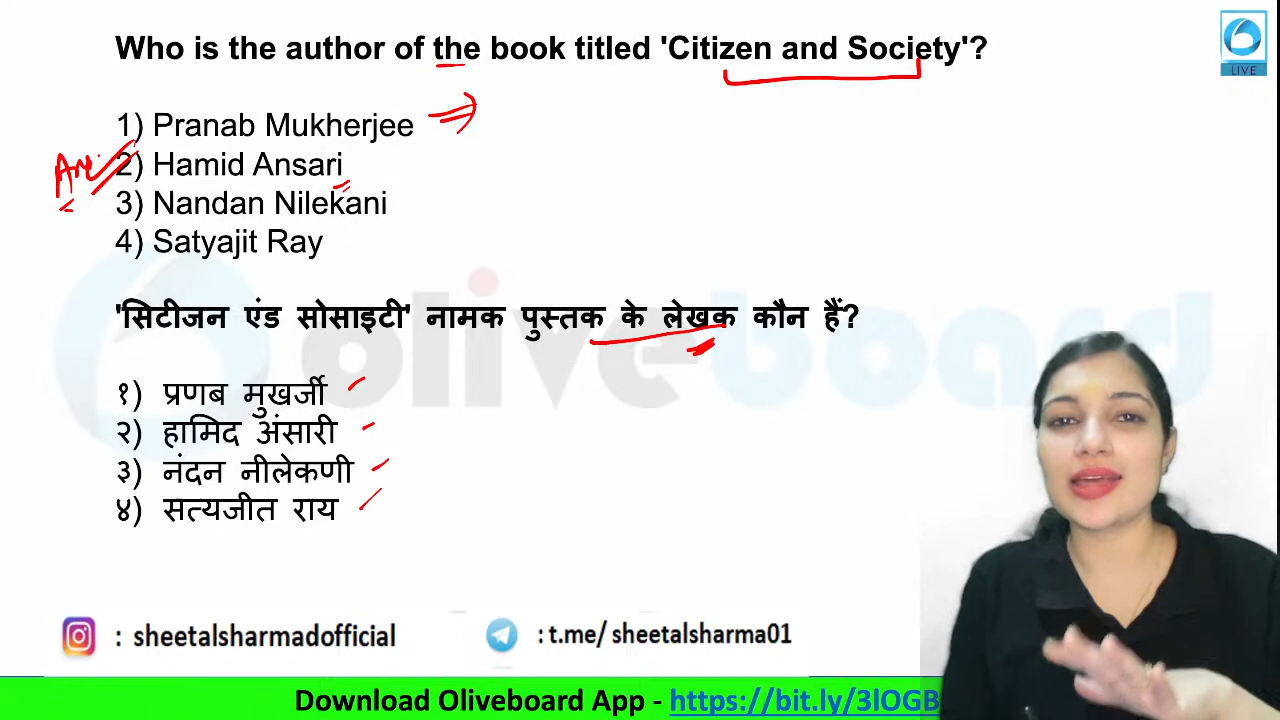 Who is the author of the book titled 'Citizen and Society'?
1) Pranab Mukherjee
Ans. 2) Hamid Ansari
3) Nandan Nilekani
4) Satyajit Ray
'सिटीजन एंड सोसाइटी' नामक पुस्तक के लेखक कौन हैं?
१) प्रणब मुखर्जी
२) हामिद अंसारी
३) नंदन नीलेकणी
४) सत्यजीत राय
oliveboard
LIVE
: sheetalsharmadofficial
: t.me/ sheetalsharma01
Download Oliveboard App - https://bit.ly/3lOGB